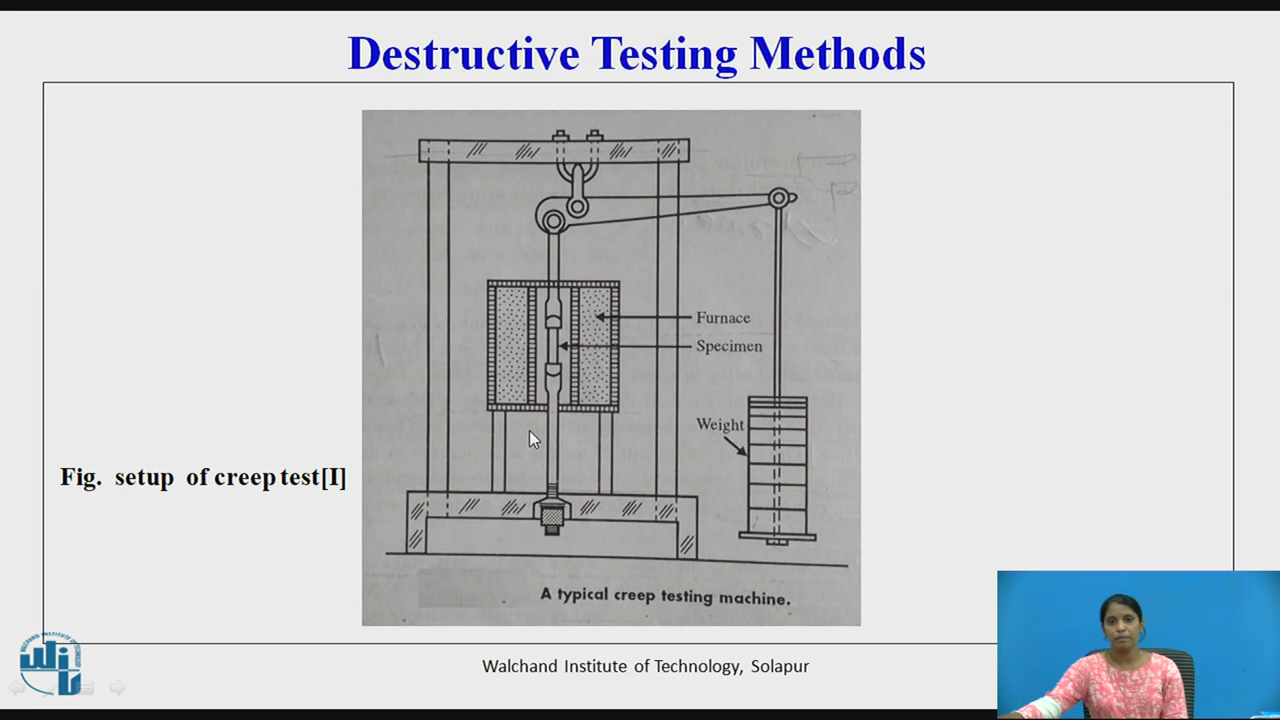 Destructive Testing Methods
Furnace
Specimen
Weight
Fig. setup of creep test[I]
A typical creep testing machine.
Walchand Institute of Technology, Solapur